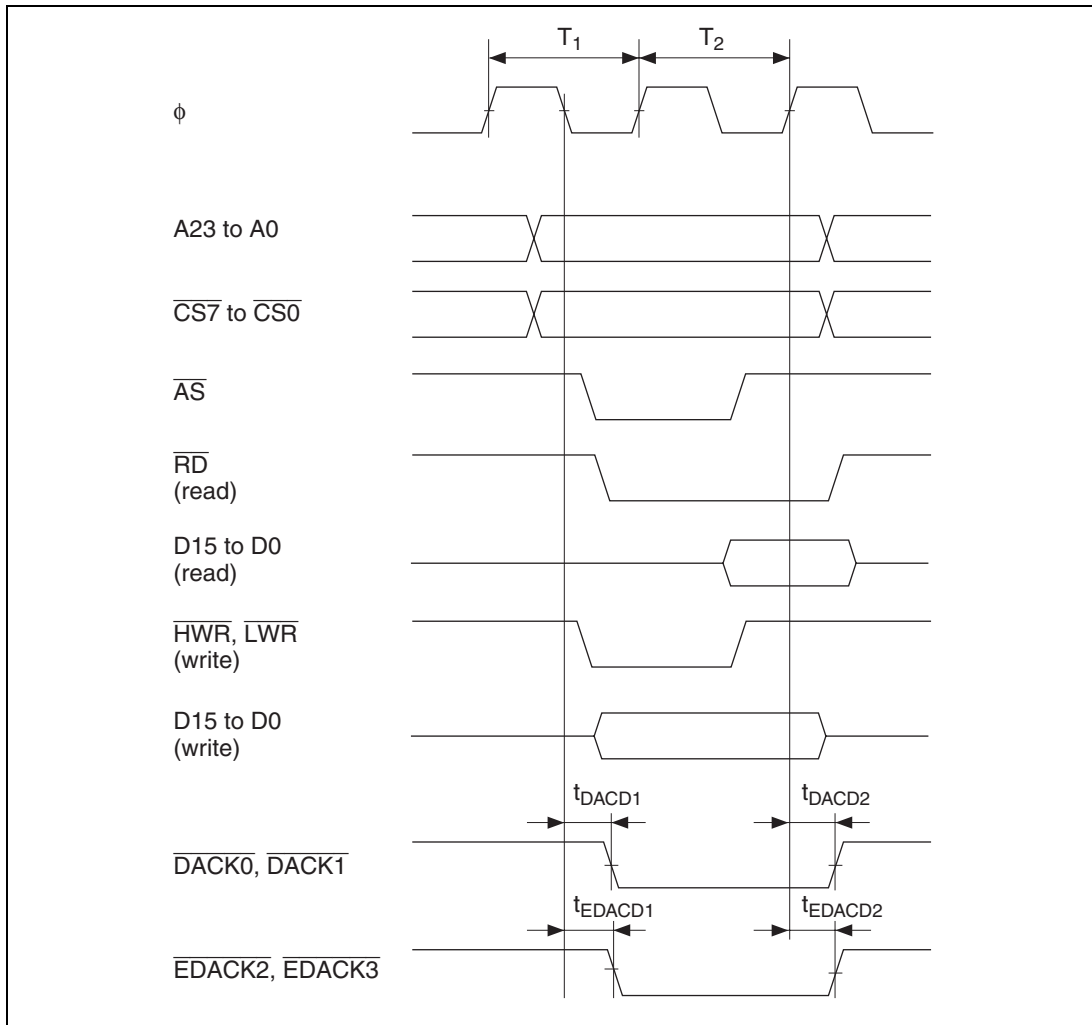 T1 T2
ϕ
A23 to A0
CS7 to CS0
AS
RD
(read)
D15 to D0
(read)
HWR, LWR
(write)
D15 to D0
(write)
tDACD1 tDACD2
DACK0, DACK1
tEDACD1 tEDACD2
EDACK2, EDACK3